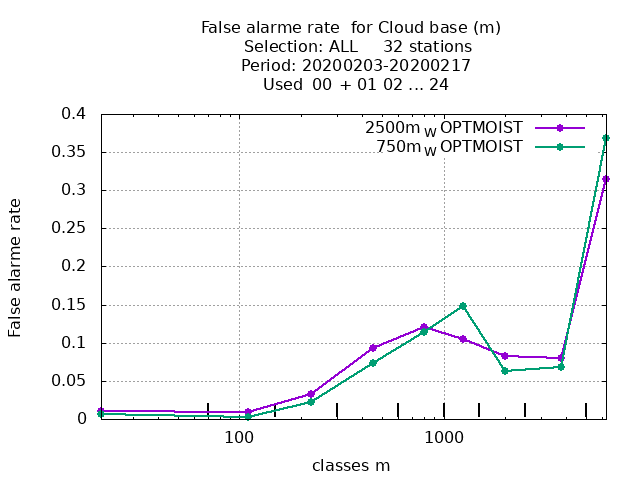 False alarme rate  for Cloud base (m)
Selection: ALL     32 stations
Period: 20200203-20200217
Used  00 + 01 02 ... 24
0.4
0.35
0.3
0.25
0.2
0.15
0.1
0.05
0
False alarme rate
2500m W OPTMOIST
750m W OPTMOIST
100
1000
classes m